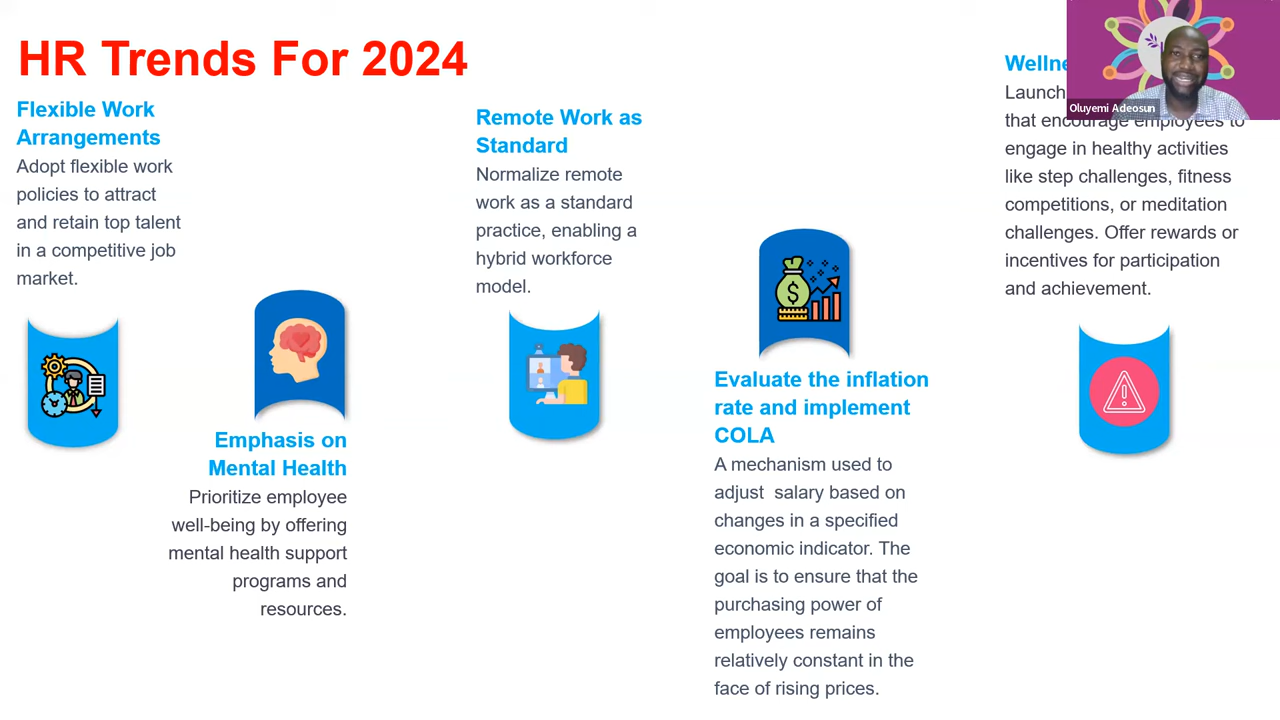 HR Trends For 2024
Flexible Work
Arrangements
Adopt flexible work
policies to attract
and retain top talent
in a competitive job
market.
Emphasis on
Mental Health
Prioritize employee
well-being by offering
mental health support
programs and
resources.
Remote Work as
Standard
Normalize remote
work as a standard
practice, enabling a
hybrid workforce
model.
$
Evaluate the inflation
rate and implement
COLA
A mechanism used to
adjust salary based on
changes in a specified
economic indicator. The
goal is to ensure that the
purchasing power of
employees remains
relatively constant in the
face of rising prices.
Launch
that encourage employees to
engage in healthy activities
like step challenges, fitness
competitions, or meditation
challenges. Offer rewards or
incentives for participation
and achievement.
Oluyemi Adeosun